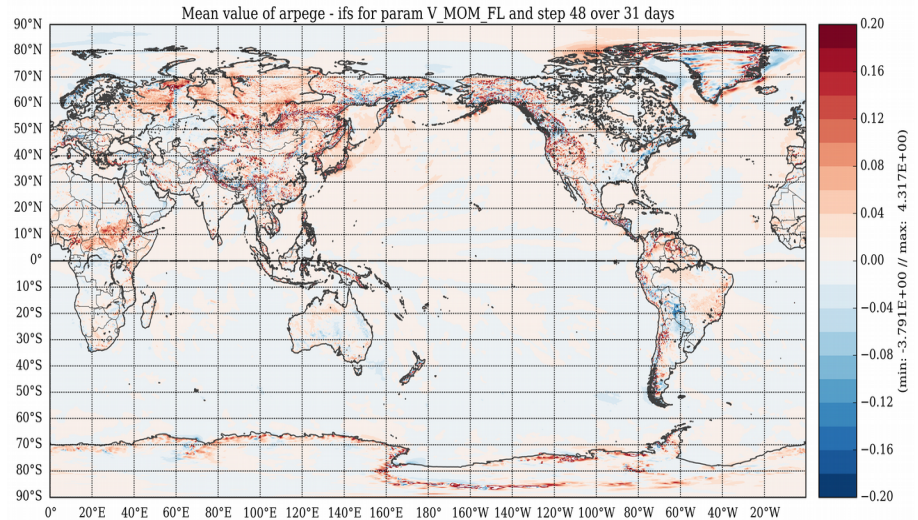 Mean value of arpege - ifs for param V_MOM_FL and step 48 over 31 days
90°N
80°N
70°N
60°N
50°N
40°N
30°N
20°N
10°N
0°
10°S
20°S
30°S
40°S
50°S
60°S
70°S
80°S
90°S
0° 20°E 40°E 60°E 80°E 100°E 120°E 140°E 160°E 180° 160°W 140°W 120°W 100°W 80°W 60°W 40°W 20°W
0.20
0.16
0.12
0.08
0.04
0.00
−0.04
−0.08
−0.12
−0.16
−0.20
(min: -3.791E+00 // max: 4.317E+00)